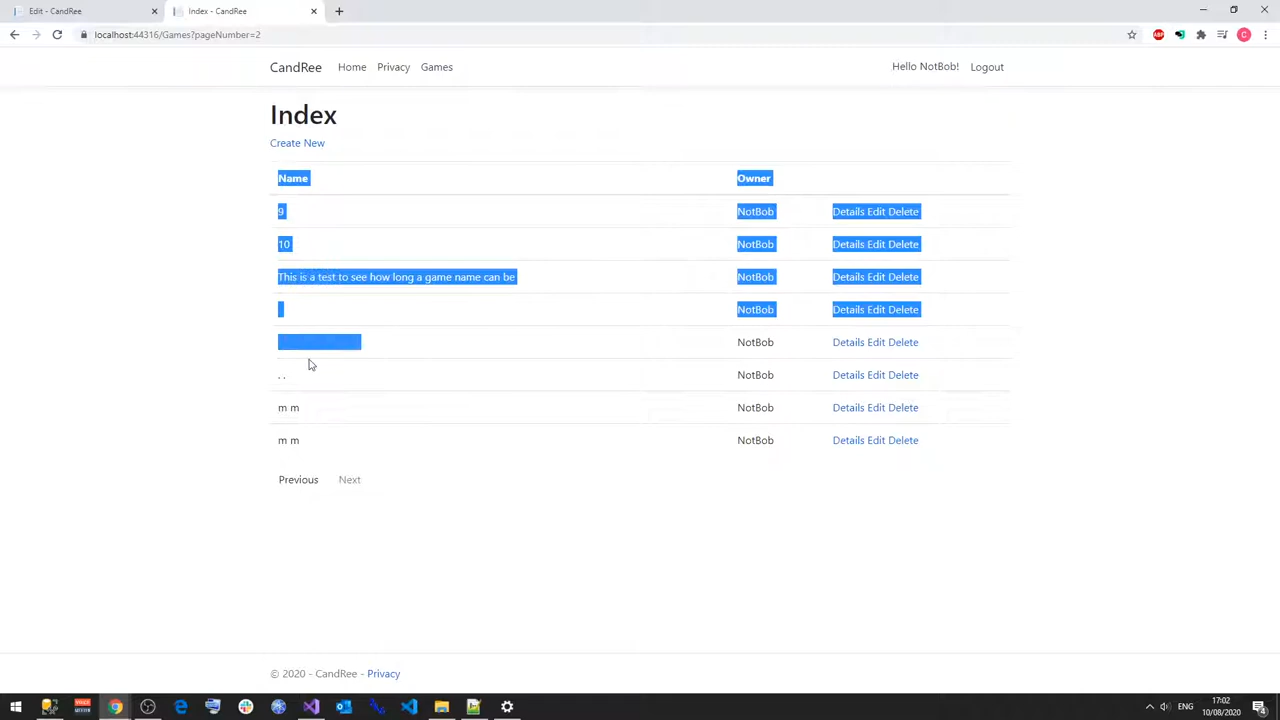 Edit - CandRee
Index - CandRee
localhost:44316/Games?pageNumber=2
ABP
C
CandRee Home Privacy Games Hello NotBob! Logout
Index
Create New
Name Owner
9 NotBob Details Edit Delete
10 NotBob Details Edit Delete
This is a test to see how long a game name can be NotBob Details Edit Delete
NotBob Details Edit Delete
NotBob Details Edit Delete
. . NotBob Details Edit Delete
m m NotBob Details Edit Delete
m m NotBob Details Edit Delete
Previous Next
© 2020 - CandRee - Privacy
ENG
17:02
10/08/2020
4